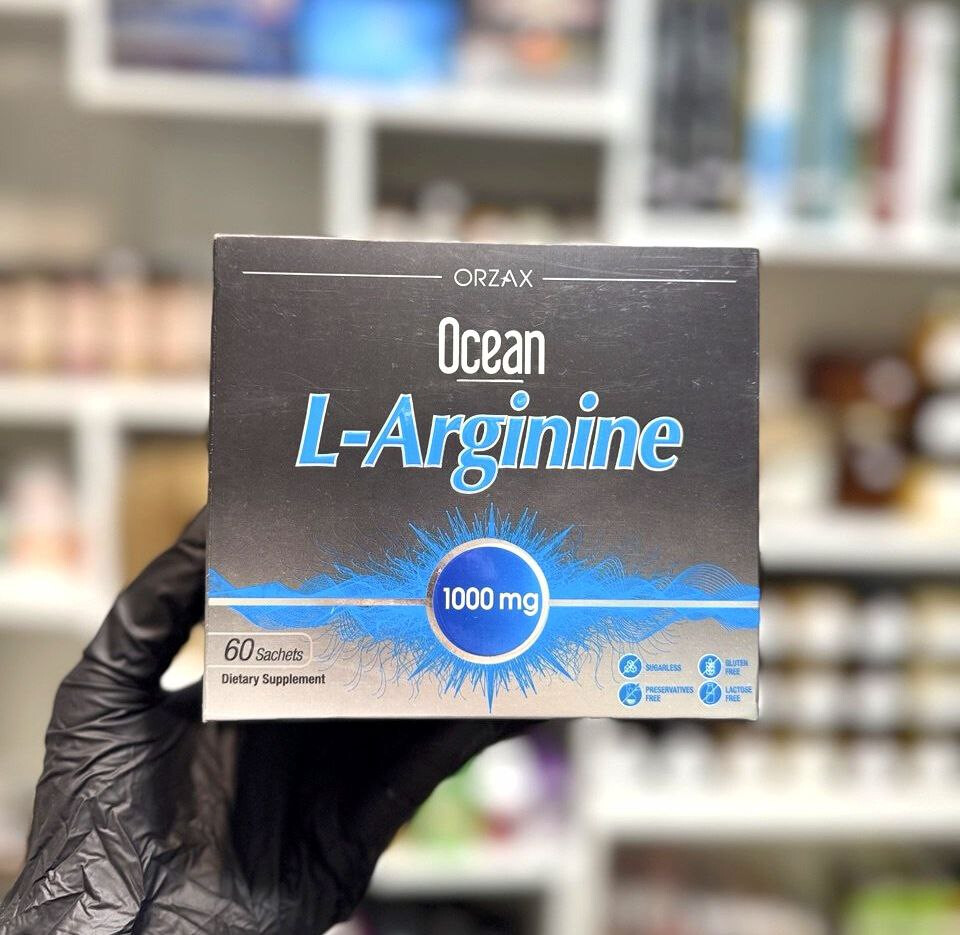 ORZAX
Ocean
L-Arginine
1000 mg
60 Sachets
Dietary Supplement
SUGARLESS
GLUTEN
FREE
PRESERVATIVES
FREE
LACTOSE
FREE